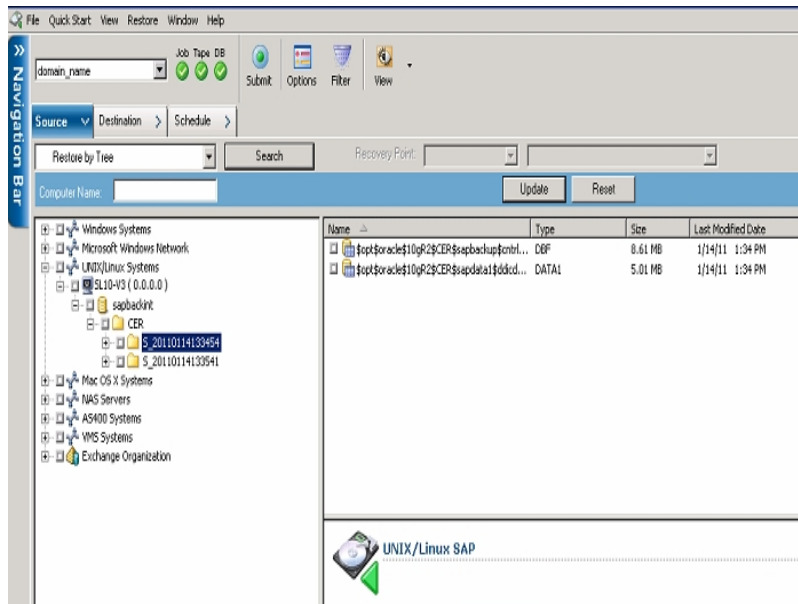 File Quick Start View Restore Window Help
» Navigation Bar
domain_name
Job Tape DB
Submit Options Filter View
Source Destination > Schedule >
Restore by Tree Search Recovery Point:
Computer Name: Update Reset
Windows Systems
Microsoft Windows Network
UNIX/Linux Systems
SL10-V3 ( 0.0.0.0 )
sapbackint
CER
S_20110114133454
S_20110114133541
Mac OS X Systems
NAS Servers
AS400 Systems
VMS Systems
Exchange Organization
Name Type Size Last Modified Date
$opt$oracle$10gR2$CER$sapbackup$cntrl... DBF 8.61 MB 1/14/11 1:34 PM
$opt$oracle$10gR2$CER$sapdata1$ddicd... DATA1 5.01 MB 1/14/11 1:34 PM
UNIX/Linux SAP